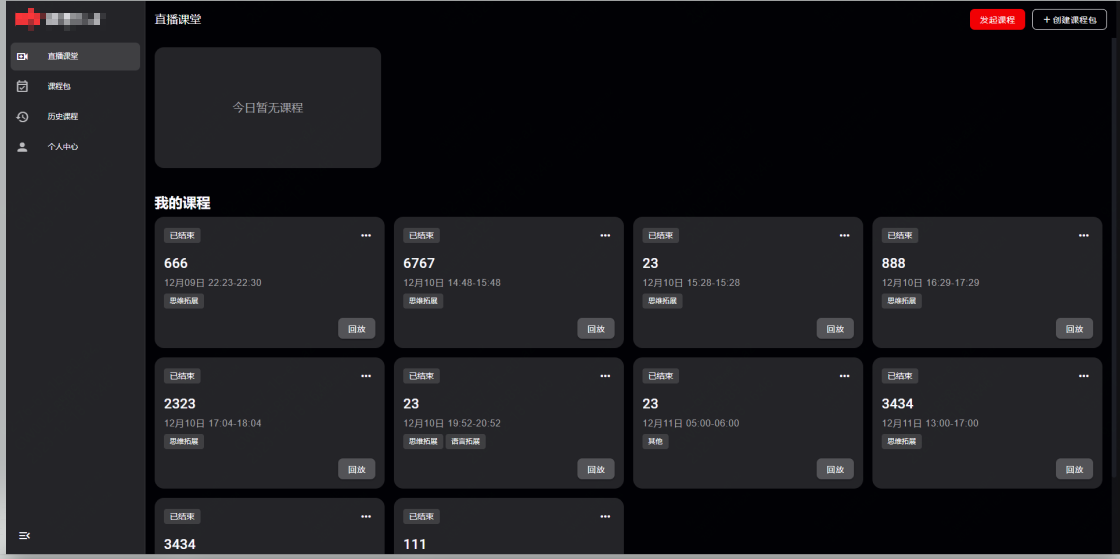 直播课堂
课程包
历史课程
个人中心
直播课堂
发起课程
+ 创建课程包
今日暂无课程
我的课程
已结束
666
12月09日 22:23-22:30
思维拓展
回放
已结束
6767
12月10日 14:48-15:48
思维拓展
回放
已结束
23
12月10日 15:28-15:28
思维拓展
回放
已结束
888
12月10日 16:29-17:29
思维拓展
回放
已结束
2323
12月10日 17:04-18:04
思维拓展
回放
已结束
23
12月10日 19:52-20:52
思维拓展 语言拓展
回放
已结束
23
12月11日 05:00-06:00
其他
回放
已结束
3434
12月11日 13:00-17:00
思维拓展
回放
已结束
3434
已结束
111